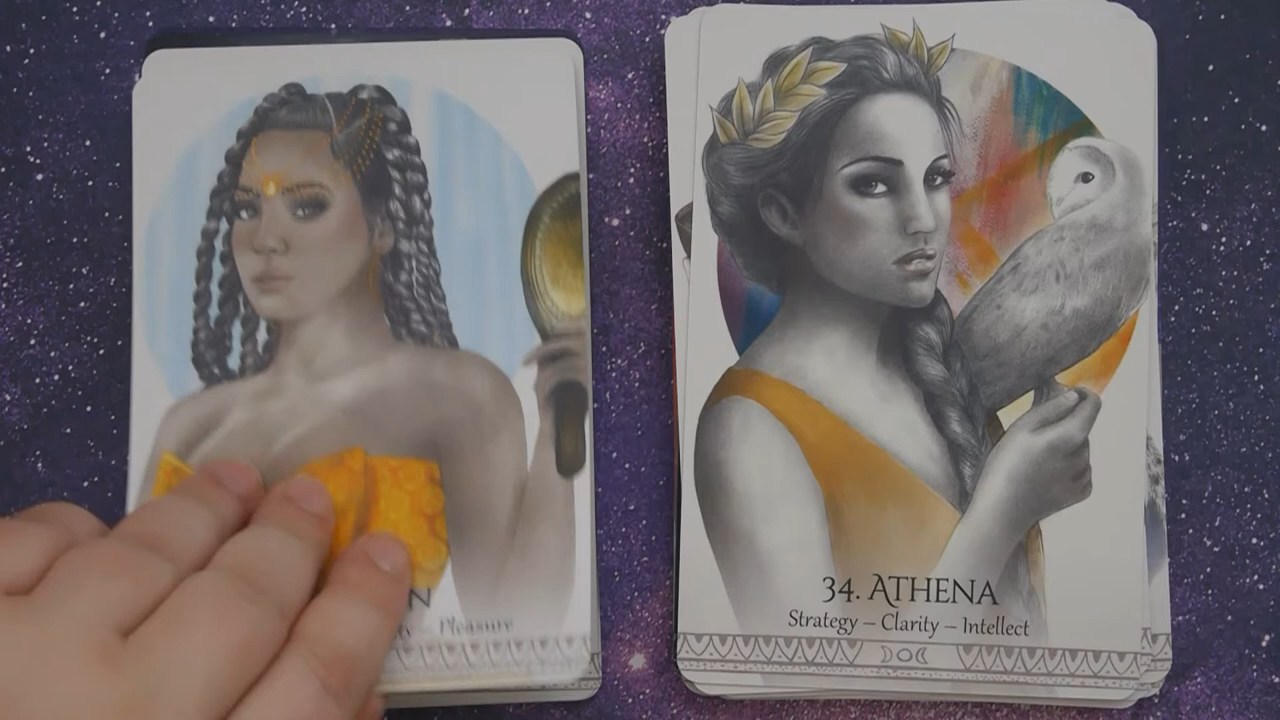 Pleasure
34. ATHENA
Strategy – Clarity – Intellect